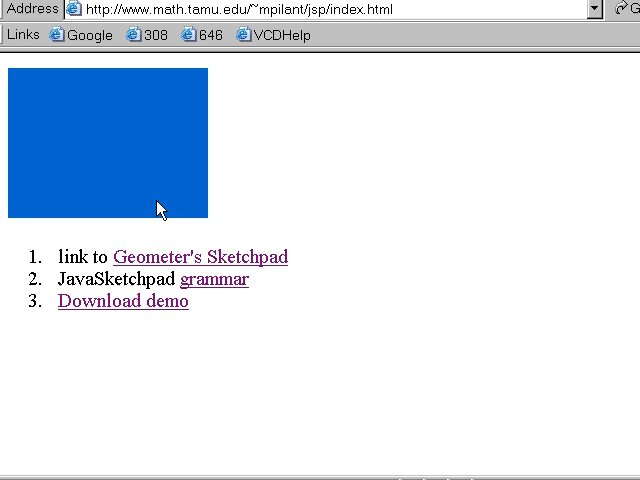 Address http://www.math.tamu.edu/~mpilant/jsp/index.html G
Links Google 308 646 VCDHelp
1. link to Geometer's Sketchpad
2. JavaSketchpad grammar
3. Download demo